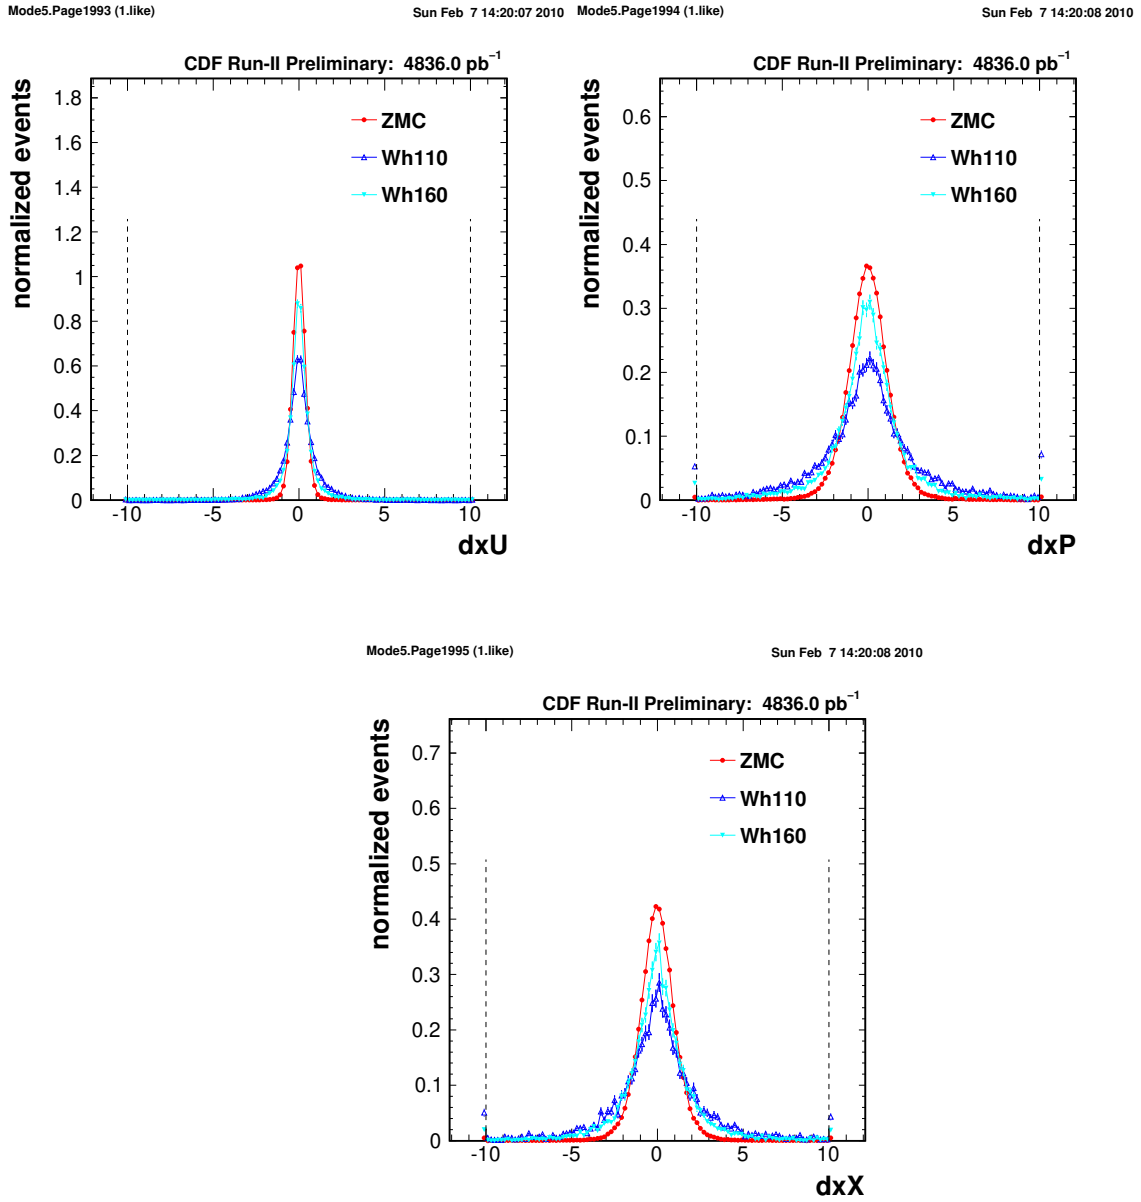 Mode5.Page1993 (1.like) Sun Feb 7 14:20:07 2010
CDF Run-II Preliminary: 4836.0 pb⁻¹
normalized events
1.8
1.6
1.4
1.2
1
0.8
0.6
0.4
0.2
0
ZMC
Wh110
Wh160
-10 -5 0 5 10
dxU
Mode5.Page1994 (1.like) Sun Feb 7 14:20:08 2010
CDF Run-II Preliminary: 4836.0 pb⁻¹
normalized events
0.6
0.5
0.4
0.3
0.2
0.1
0
ZMC
Wh110
Wh160
-10 -5 0 5 10
dxP
Mode5.Page1995 (1.like) Sun Feb 7 14:20:08 2010
CDF Run-II Preliminary: 4836.0 pb⁻¹
normalized events
0.7
0.6
0.5
0.4
0.3
0.2
0.1
0
ZMC
Wh110
Wh160
-10 -5 0 5 10
dxX